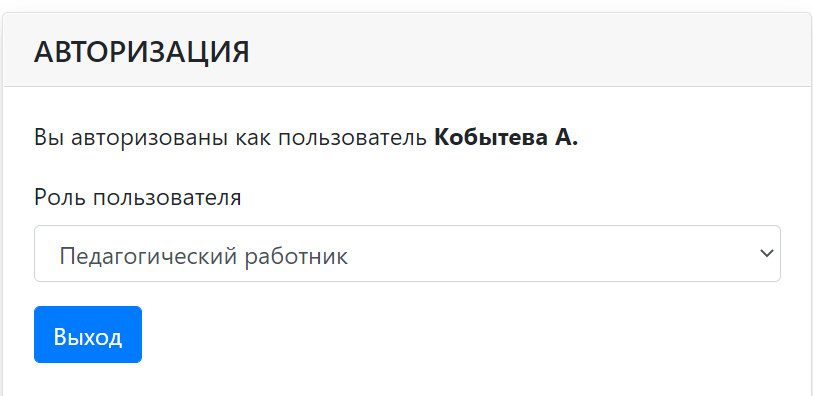 АВТОРИЗАЦИЯ
Вы авторизованы как пользователь Кобытева А.
Роль пользователя
Педагогический работник
Выход